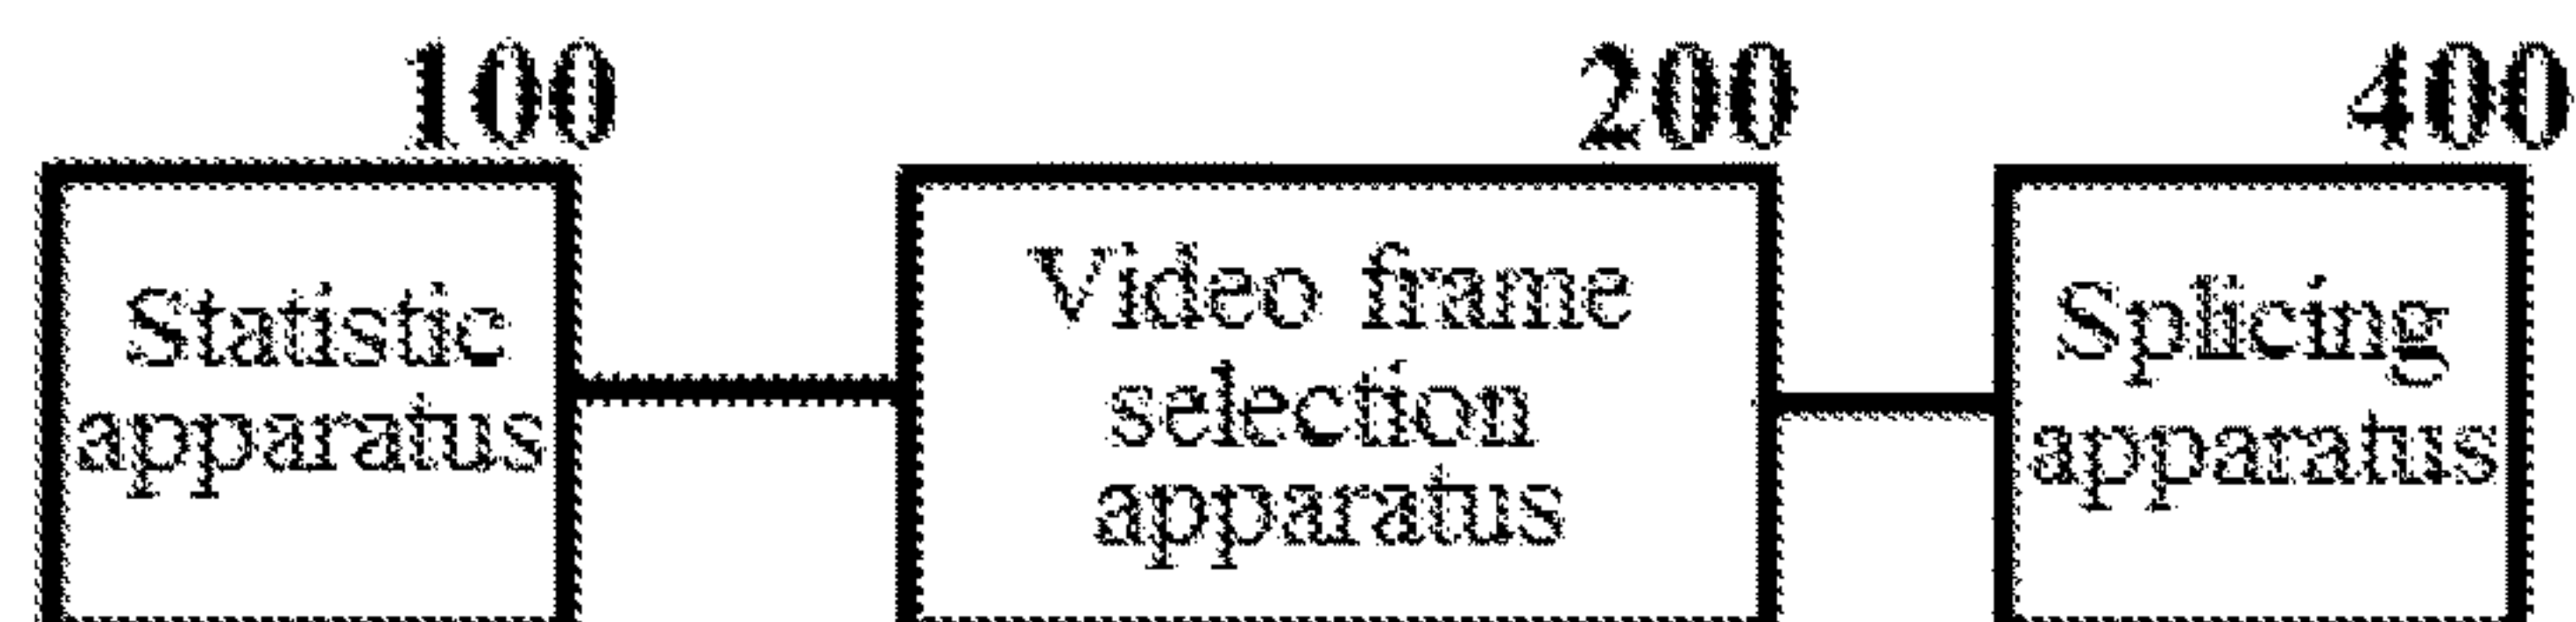 100
200
400
Statistic
apparatus
Video frame
selection
apparatus
Splicing
apparatus